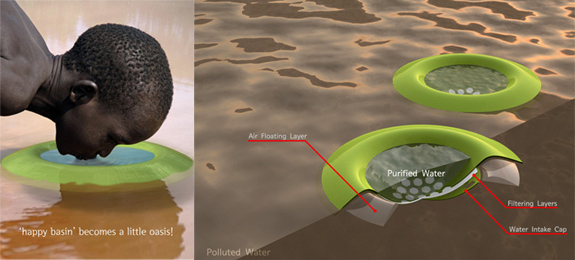 'happy basin' becomes a little oasis!
Air Floating Layer
Purified Water
Filtering Layers
Water Intake Cap
Polluted Water